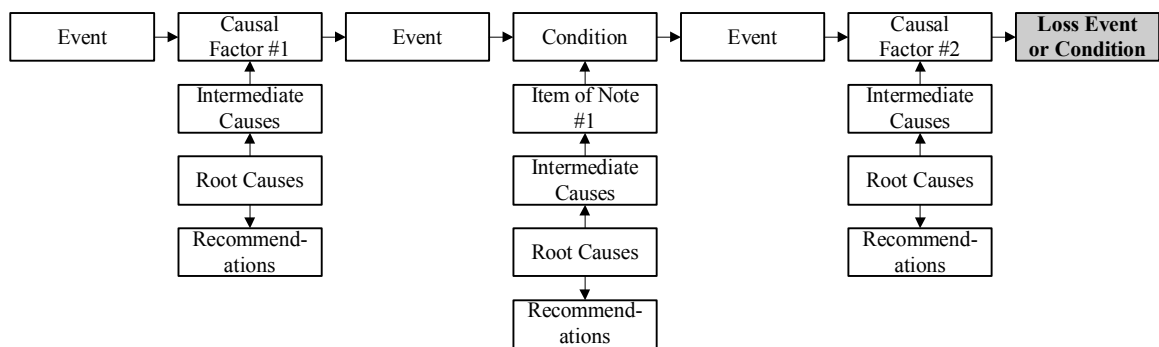 Event
Causal
Factor #1
Event
Condition
Event
Causal
Factor #2
Loss Event
or Condition
Intermediate
Causes
Item of Note
#1
Intermediate
Causes
Root Causes
Intermediate
Causes
Root Causes
Recommend-
ations
Root Causes
Recommend-
ations
Recommend-
ations